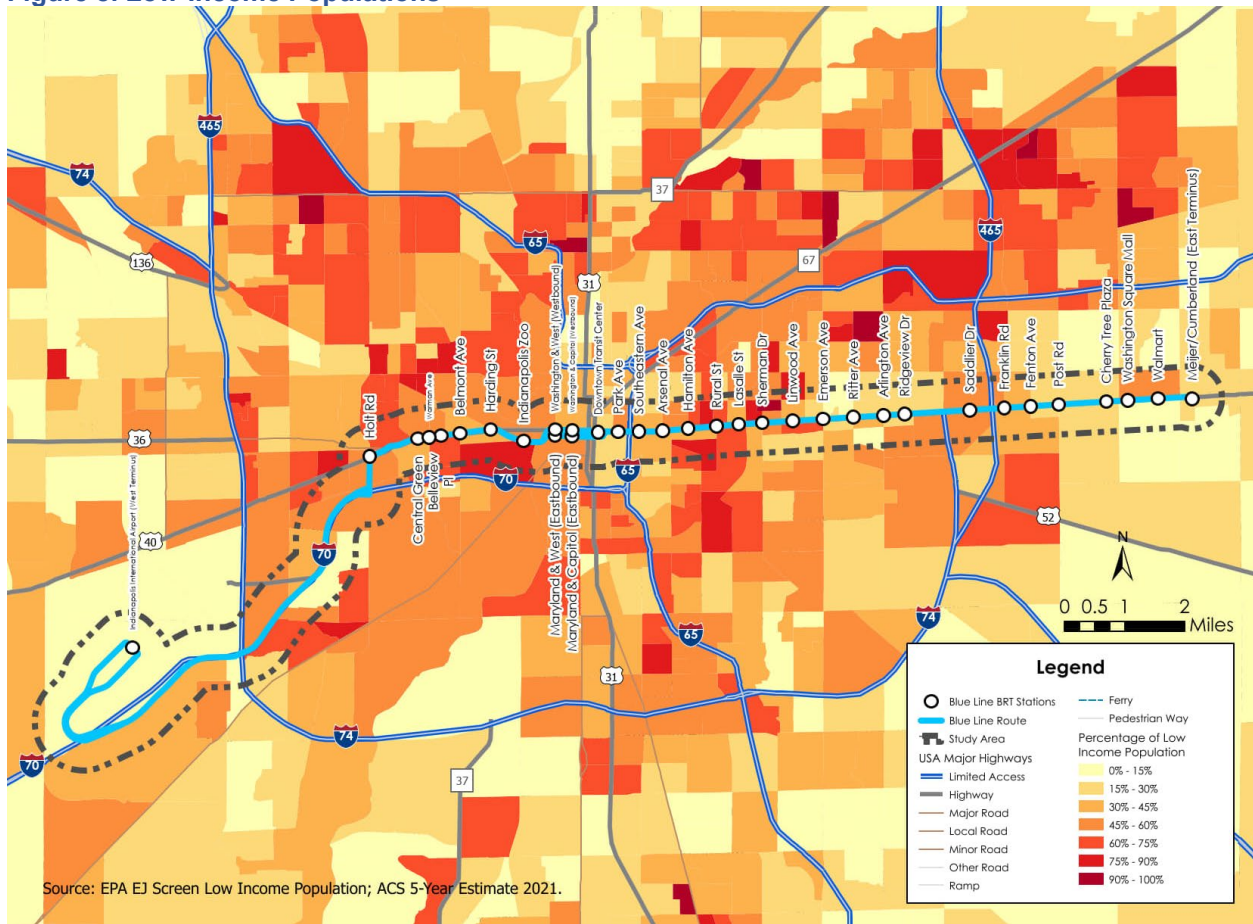 Figure 3. Low-Income Populations
465
74
136
65
37
67
465
31
36
40
70
70
65
52
74
65
31
74
37
70
Indianapolis International Airport (West Terminus)
Holt Rd
Central Green
Warman Ave
Belleview
Pl
Belmont Ave
Harding St
Indianapolis Zoo
Washington & West (Westbound)
Washington & Capitol (Westbound)
Maryland & West (Eastbound)
Maryland & Capitol (Eastbound)
Downtown Transit Center
Park Ave
Southeastern Ave
Arsenal Ave
Hamilton Ave
Rural St
Lasalle St
Sherman Dr
Linwood Ave
Emerson Ave
Ritter Ave
Arlington Ave
Ridgeview Dr
Saddlier Dr
Franklin Rd
Fenton Ave
Post Rd
Cherry Tree Plaza
Washington Square Mall
Walmart
Meijer/Cumberland (East Terminus)
N
0 0.5 1 2
Miles
Legend
Blue Line BRT Stations
Blue Line Route
Study Area
USA Major Highways
Limited Access
Highway
Major Road
Local Road
Minor Road
Other Road
Ramp
Ferry
Pedestrian Way
Percentage of Low
Income Population
0% - 15%
15% - 30%
30% - 45%
45% - 60%
60% - 75%
75% - 90%
90% - 100%
Source: EPA EJ Screen Low Income Population; ACS 5-Year Estimate 2021.